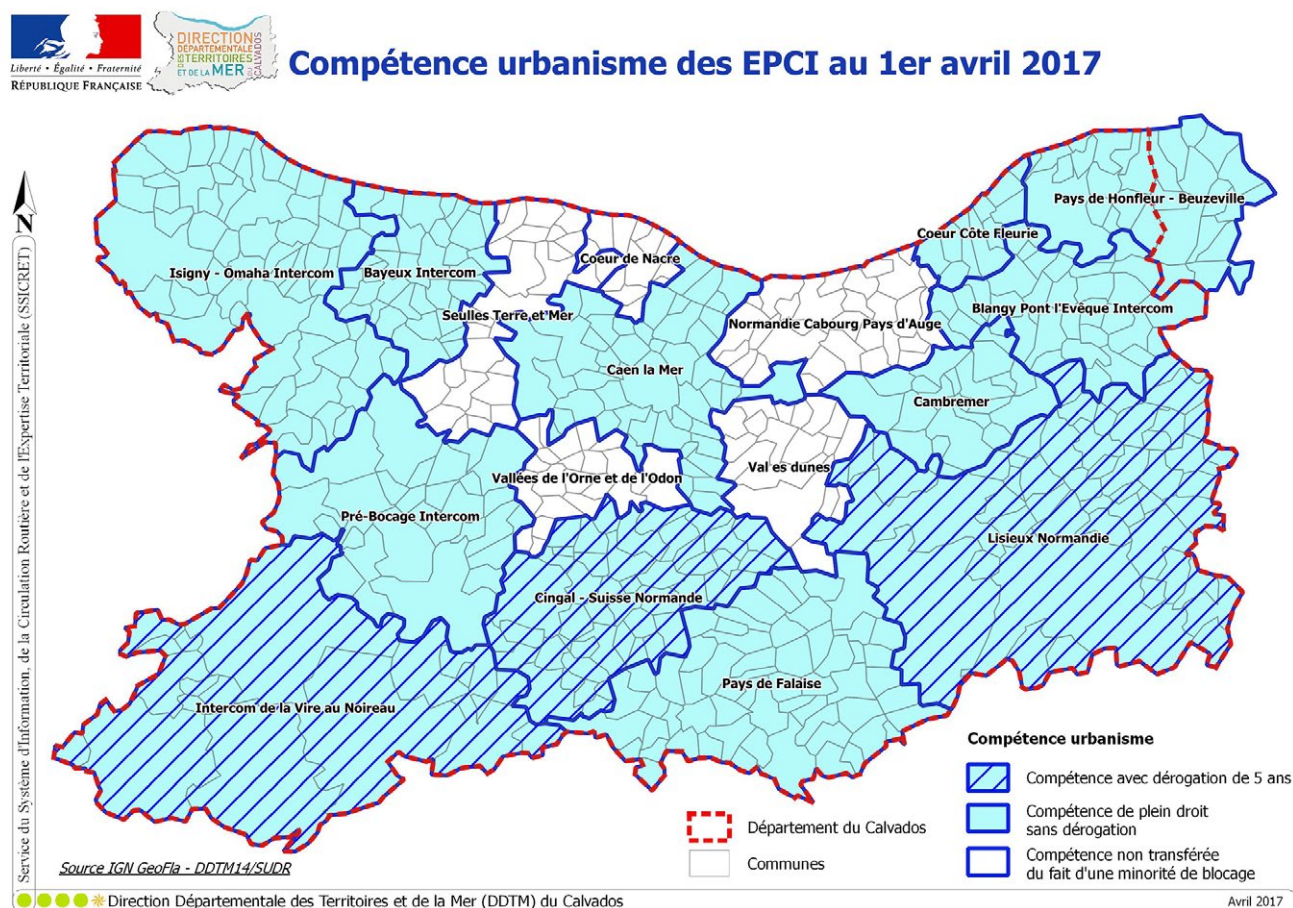 Liberté • Égalité • Fraternité
RÉPUBLIQUE FRANÇAISE
DIRECTION
DÉPARTEMENTALE
DES TERRITOIRES
ET DE LA MER
DU CALVADOS
Compétence urbanisme des EPCI au 1er avril 2017
N
Service du Système d'Information, de la Circulation Routière et de l'Expertise Territoriale (SSICRET)
Pays de Honfleur - Beuzeville
Coeur Côte Fleurie
Coeur de Nacre
Isigny - Omaha Intercom
Bayeux Intercom
Blangy Pont l'Evêque Intercom
Seulles Terre et Mer
Normandie Cabourg Pays d'Auge
Caen la Mer
Cambremer
Val es dunes
Vallées de l'Orne et de l'Odon
Pré-Bocage Intercom
Lisieux Normandie
Cingal - Suisse Normande
Pays de Falaise
Intercom de la Vire au Noireau
Compétence urbanisme
Compétence avec dérogation de 5 ans
Compétence de plein droit
sans dérogation
Compétence non transférée
du fait d'une minorité de blocage
Département du Calvados
Communes
Source IGN GeoFla - DDTM14/SUDR
Direction Départementale des Territoires et de la Mer (DDTM) du Calvados
Avril 2017